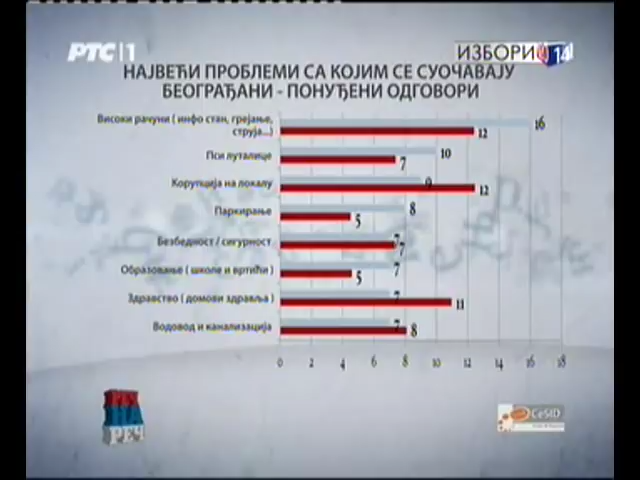 РТС 1
ИЗБОРИ 14
НАЈВЕЋИ ПРОБЛЕМИ СА КОЈИМ СЕ СУОЧАВАЈУ
БЕОГРАЂАНИ - ПОНУЂЕНИ ОДГОВОРИ
Високи рачуни ( инфо стан, грејање,
струја...)
16
12
Пси луталице
10
7
Корупција на локалу
9
12
Паркирање
8
5
Безбедност / сигурност
7
7
Образовање ( школе и вртићи )
7
5
Здравство ( домови здравља )
7
11
Водовод и канализација
7
8
0 2 4 6 8 10 12 14 16 18
ПУ
НА
РЕЧ
CeSID